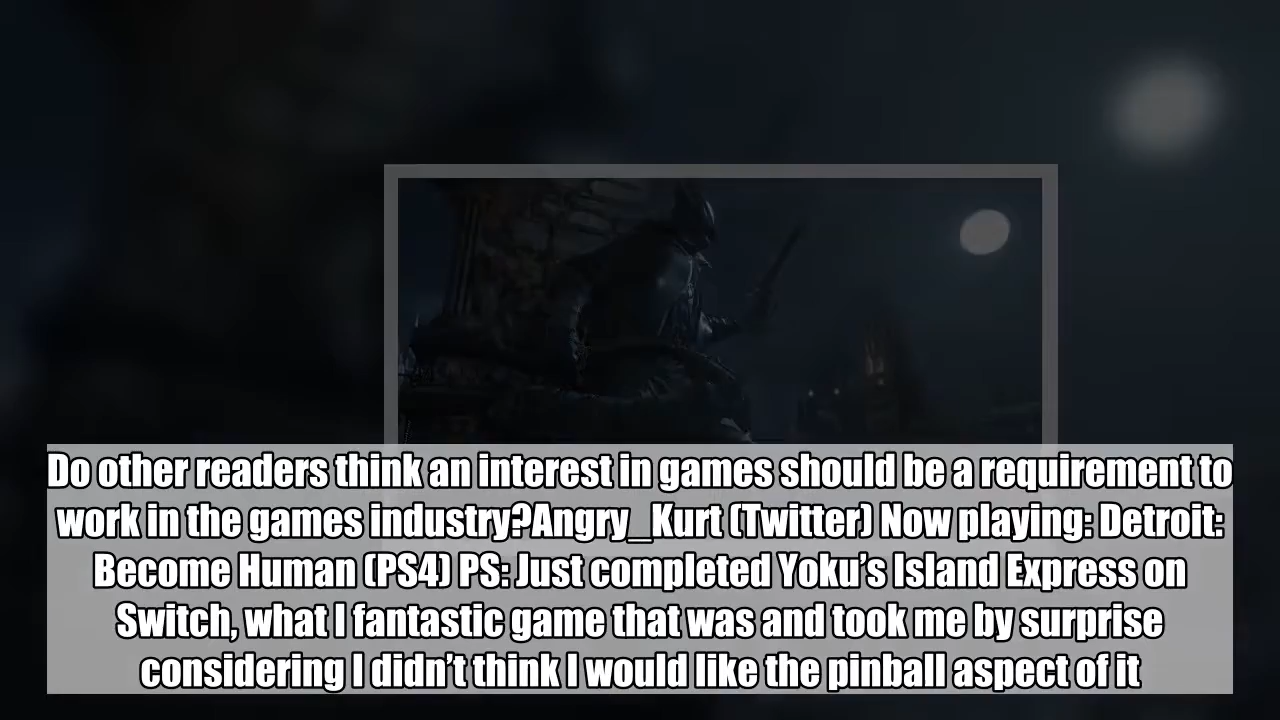 Do other readers think an interest in games should be a requirement to
work in the games industry?Angry_Kurt (Twitter) Now playing: Detroit:
Become Human (PS4) PS: Just completed Yoku’s Island Express on
Switch, what I fantastic game that was and took me by surprise
considering I didn’t think I would like the pinball aspect of it